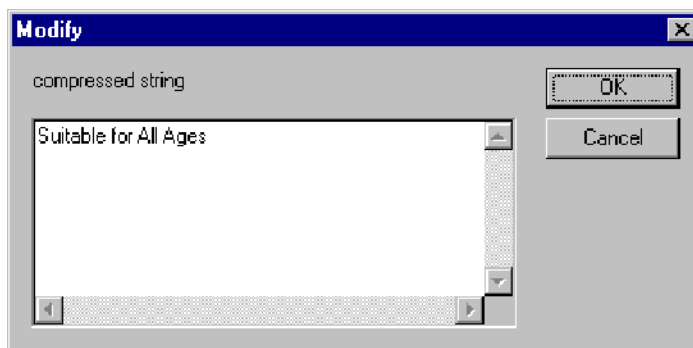 Modify
compressed string
OK
Suitable for All Ages
Cancel